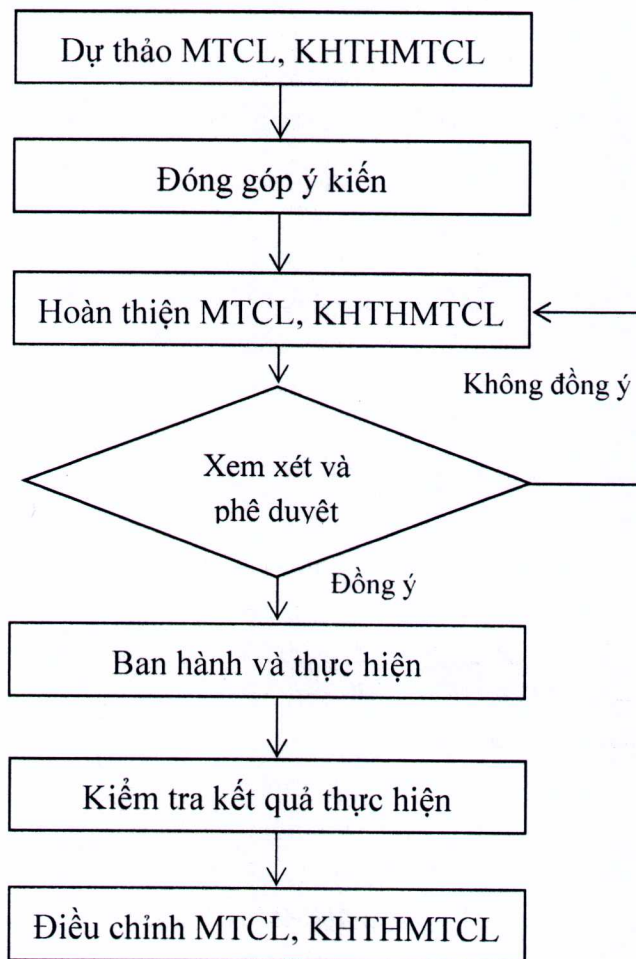 Dự thảo MTCL, KHTHMTCL
Đóng góp ý kiến
Hoàn thiện MTCL, KHTHMTCL
Không đồng ý
Xem xét và
phê duyệt
Đồng ý
Ban hành và thực hiện
Kiểm tra kết quả thực hiện
Điều chỉnh MTCL, KHTHMTCL